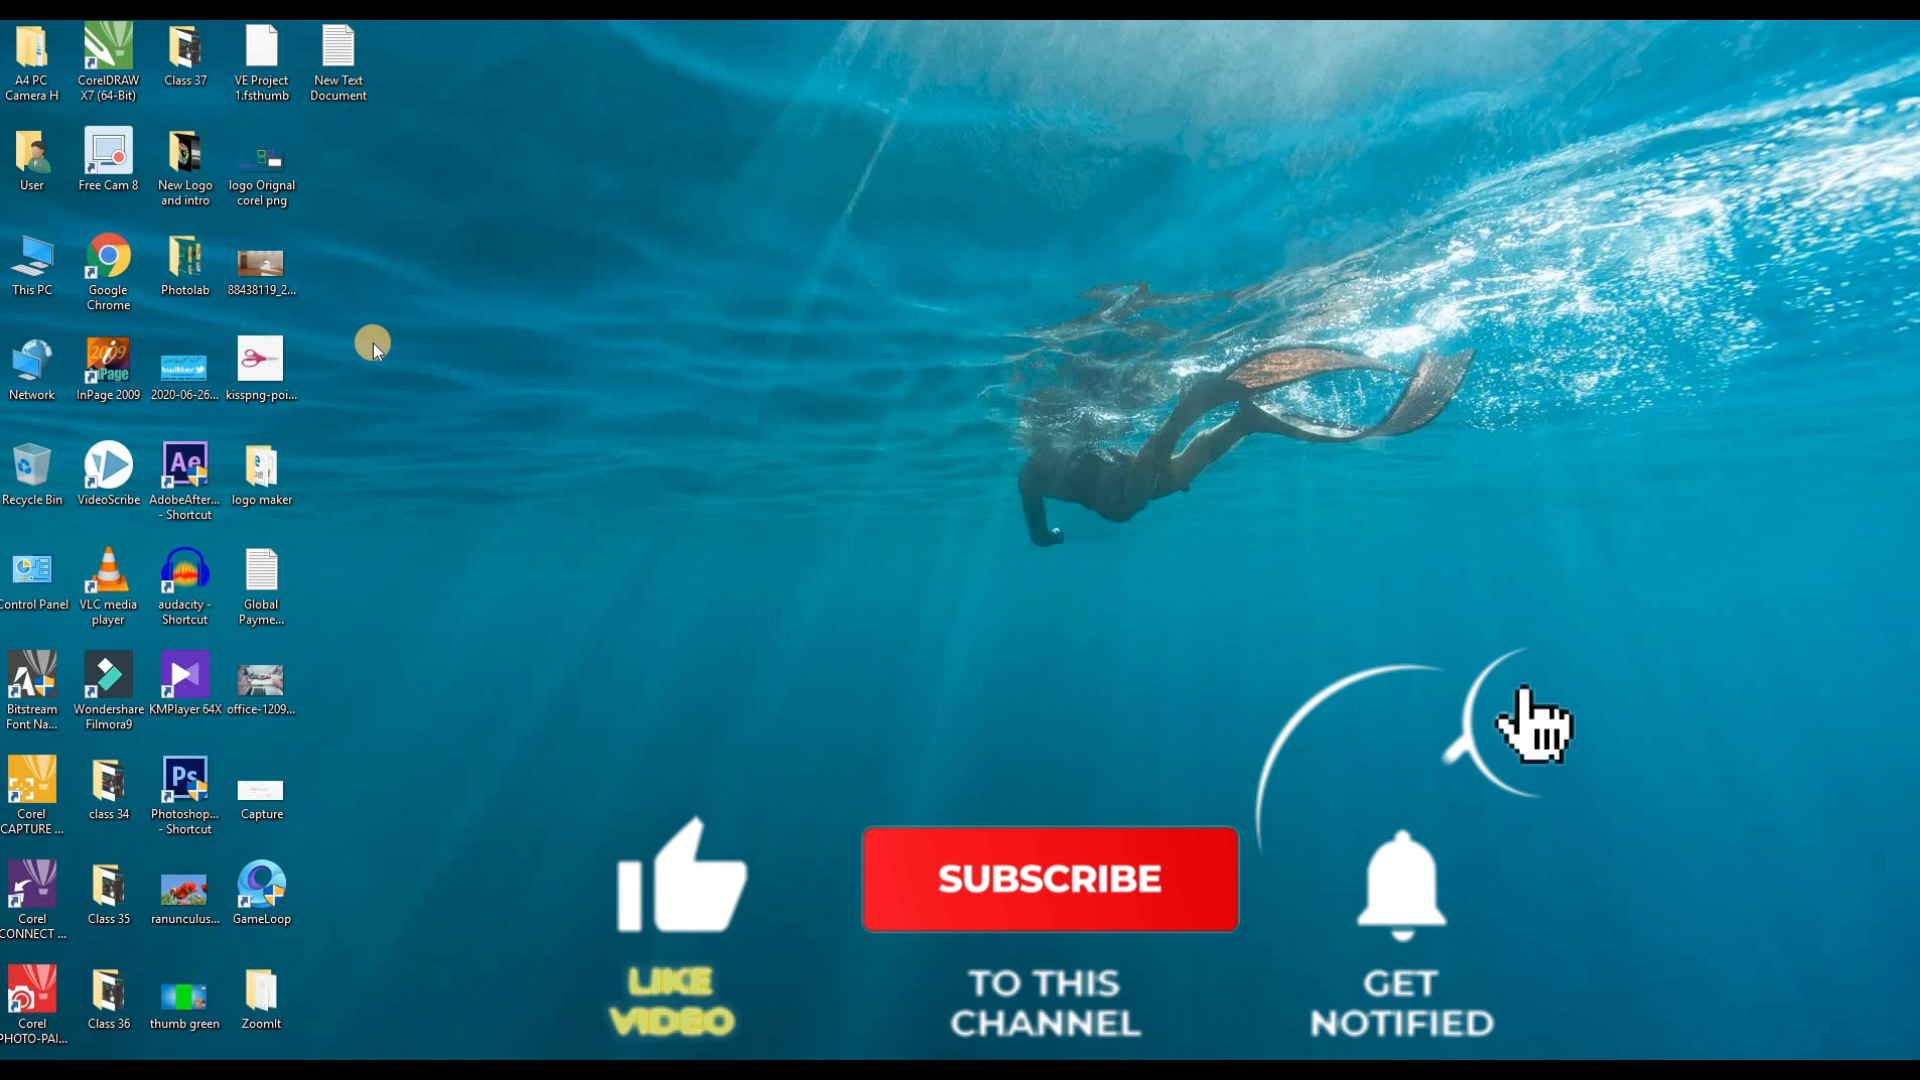 A4 PC
Camera H
CorelDRAW
X7 (64-Bit)
Class 37
VE Project
1.fsthumb
New Text
Document
User
Free Cam 8
New Logo
and intro
logo Orignal
corel png
This PC
Google
Chrome
Photolab
88438119_2...
Network
2009
InPage
InPage 2009
twitter
2020-06-26...
kisspng-poi...
Recycle Bin
VideoScribe
Ae
AdobeAfter...
- Shortcut
logo maker
Control Panel
VLC media
player
audacity -
Shortcut
Global
Payme...
Bitstream
Font Na...
Wondershare
Filmora9
KMPlayer 64X
office-1209...
Corel
CAPTURE ...
class 34
Ps
Photoshop...
- Shortcut
Capture
Corel
CONNECT ...
Class 35
ranunculus...
GameLoop
Corel
PHOTO-PAI...
Class 36
thumb green
ZoomIt
LIKE
VIDEO
SUBSCRIBE
TO THIS
CHANNEL
GET
NOTIFIED